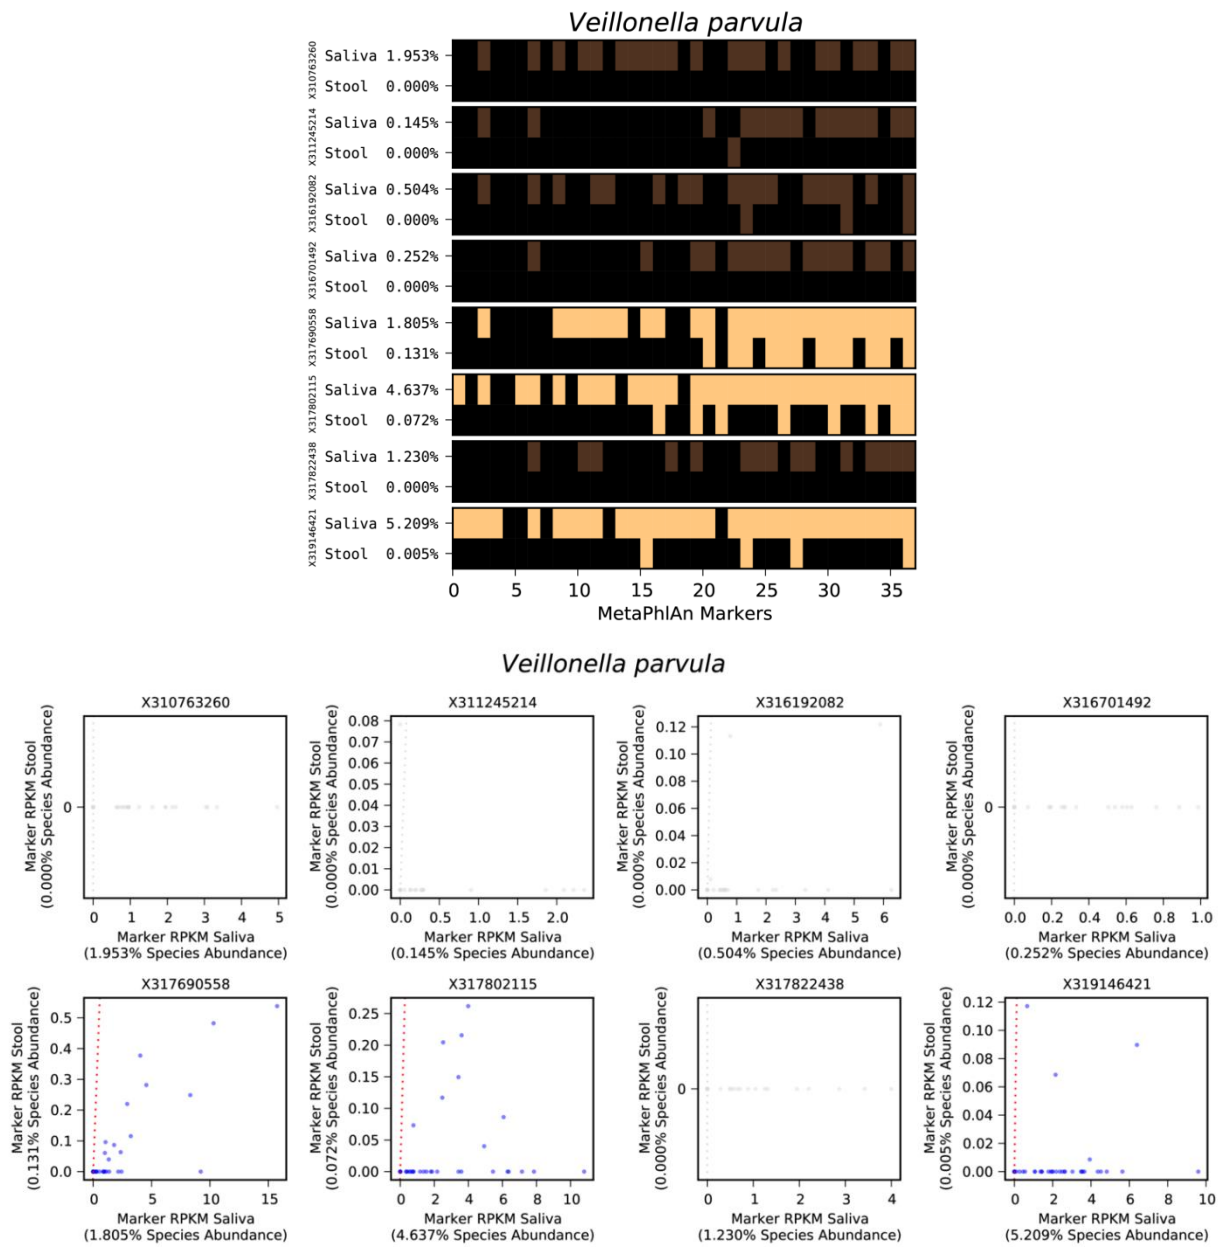 Veillonella parvula
X310763260
Saliva 1.953%
Stool 0.000%
X311245214
Saliva 0.145%
Stool 0.000%
X316192082
Saliva 0.504%
Stool 0.000%
X316701492
Saliva 0.252%
Stool 0.000%
X317690558
Saliva 1.805%
Stool 0.131%
X317802115
Saliva 4.637%
Stool 0.072%
X317822438
Saliva 1.230%
Stool 0.000%
X319146421
Saliva 5.209%
Stool 0.005%
0 5 10 15 20 25 30 35
MetaPhlAn Markers
Veillonella parvula
X310763260
Marker RPKM Stool
(0.000% Species Abundance)
0
0 1 2 3 4 5
Marker RPKM Saliva
(1.953% Species Abundance)
X311245214
Marker RPKM Stool
(0.000% Species Abundance)
0.08
0.07
0.06
0.05
0.04
0.03
0.02
0.01
0.00
0.0 0.5 1.0 1.5 2.0
Marker RPKM Saliva
(0.145% Species Abundance)
X316192082
Marker RPKM Stool
(0.000% Species Abundance)
0.12
0.10
0.08
0.06
0.04
0.02
0.00
0 1 2 3 4 5 6
Marker RPKM Saliva
(0.504% Species Abundance)
X316701492
Marker RPKM Stool
(0.000% Species Abundance)
0
0.0 0.2 0.4 0.6 0.8 1.0
Marker RPKM Saliva
(0.252% Species Abundance)
X317690558
Marker RPKM Stool
(0.131% Species Abundance)
0.5
0.4
0.3
0.2
0.1
0.0
0 5 10 15
Marker RPKM Saliva
(1.805% Species Abundance)
X317802115
Marker RPKM Stool
(0.072% Species Abundance)
0.25
0.20
0.15
0.10
0.05
0.00
0 2 4 6 8 10
Marker RPKM Saliva
(4.637% Species Abundance)
X317822438
Marker RPKM Stool
(0.000% Species Abundance)
0
0 1 2 3 4
Marker RPKM Saliva
(1.230% Species Abundance)
X319146421
Marker RPKM Stool
(0.005% Species Abundance)
0.12
0.10
0.08
0.06
0.04
0.02
0.00
0 2 4 6 8 10
Marker RPKM Saliva
(5.209% Species Abundance)